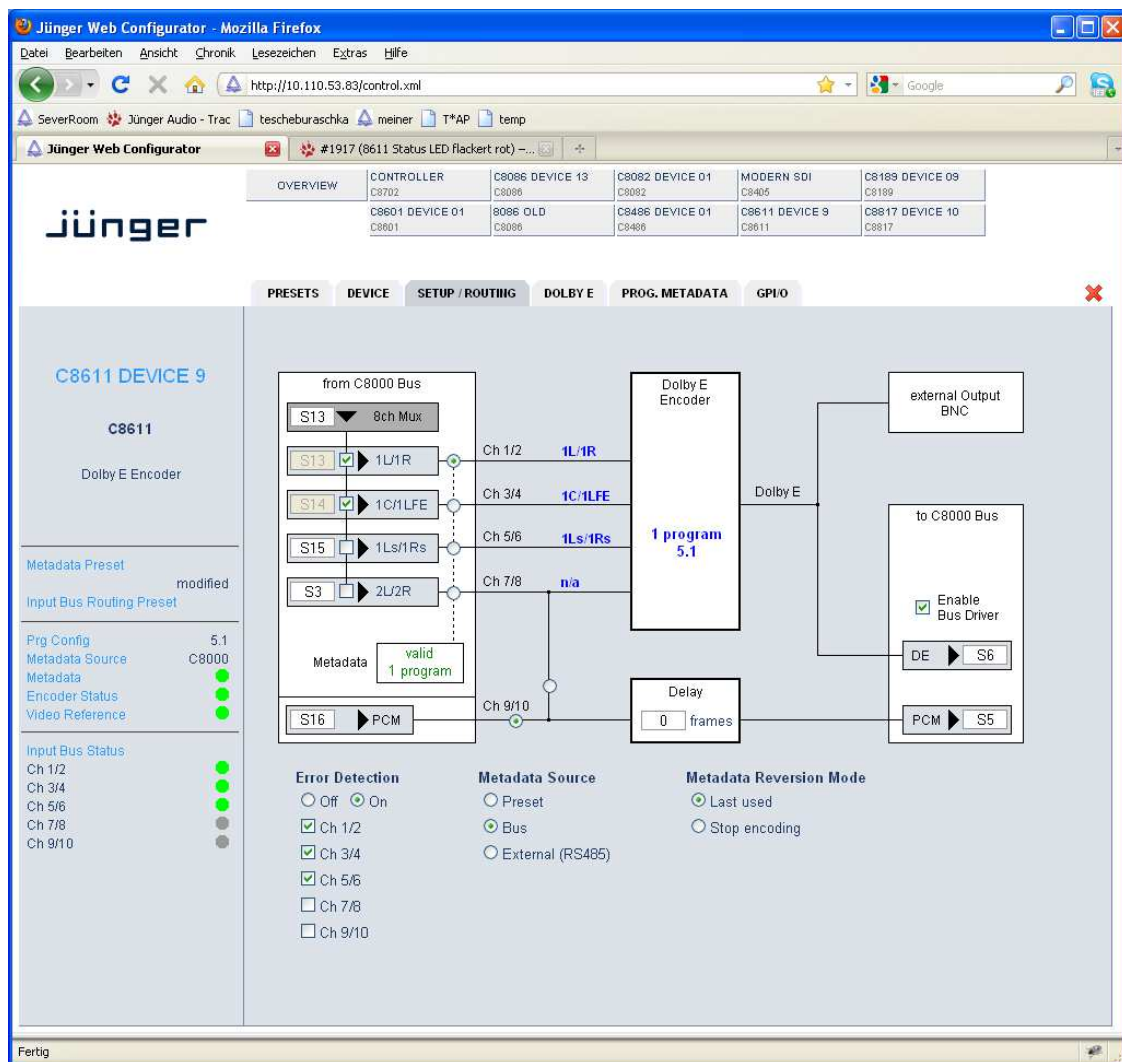 Jünger Web Configurator - Mozilla Firefox
Datei Bearbeiten Ansicht Chronik Lesezeichen Extras Hilfe
http://10.110.53.83/control.xml
Google
SeverRoom Jünger Audio - Trac tescheburaschka meiner T*AP temp
Jünger Web Configurator #1917 (8611 Status LED flackert rot) –...
OVERVIEW
CONTROLLER
C8702
C8086 DEVICE 13
C8086
C8082 DEVICE 01
C8082
MODERN SDI
C8405
C8189 DEVICE 09
C8189
C8601 DEVICE 01
C8601
8086 OLD
C8086
C8486 DEVICE 01
C8486
C8611 DEVICE 9
C8611
C8817 DEVICE 10
C8817
jünger
PRESETS DEVICE SETUP / ROUTING DOLBY E PROG. METADATA GPI/O
C8611 DEVICE 9
C8611
Dolby E Encoder
Metadata Preset
modified
Input Bus Routing Preset
Prg Config 5.1
Metadata Source C8000
Metadata
Encoder Status
Video Reference
Input Bus Status
Ch 1/2
Ch 3/4
Ch 5/6
Ch 7/8
Ch 9/10
from C8000 Bus
S13 8ch Mux
S13 1L/1R
S14 1C/1LFE
S15 1Ls/1Rs
S3 2L/2R
Metadata
valid
1 program
S16 PCM
Ch 1/2 1L/1R
Ch 3/4 1C/1LFE
Ch 5/6 1Ls/1Rs
Ch 7/8 n/a
Ch 9/10
Dolby E
Encoder
1 program
5.1
Delay
0 frames
Dolby E
external Output
BNC
to C8000 Bus
Enable
Bus Driver
DE S6
PCM S5
Error Detection
Off On
Ch 1/2
Ch 3/4
Ch 5/6
Ch 7/8
Ch 9/10
Metadata Source
Preset
Bus
External (RS485)
Metadata Reversion Mode
Last used
Stop encoding
Fertig